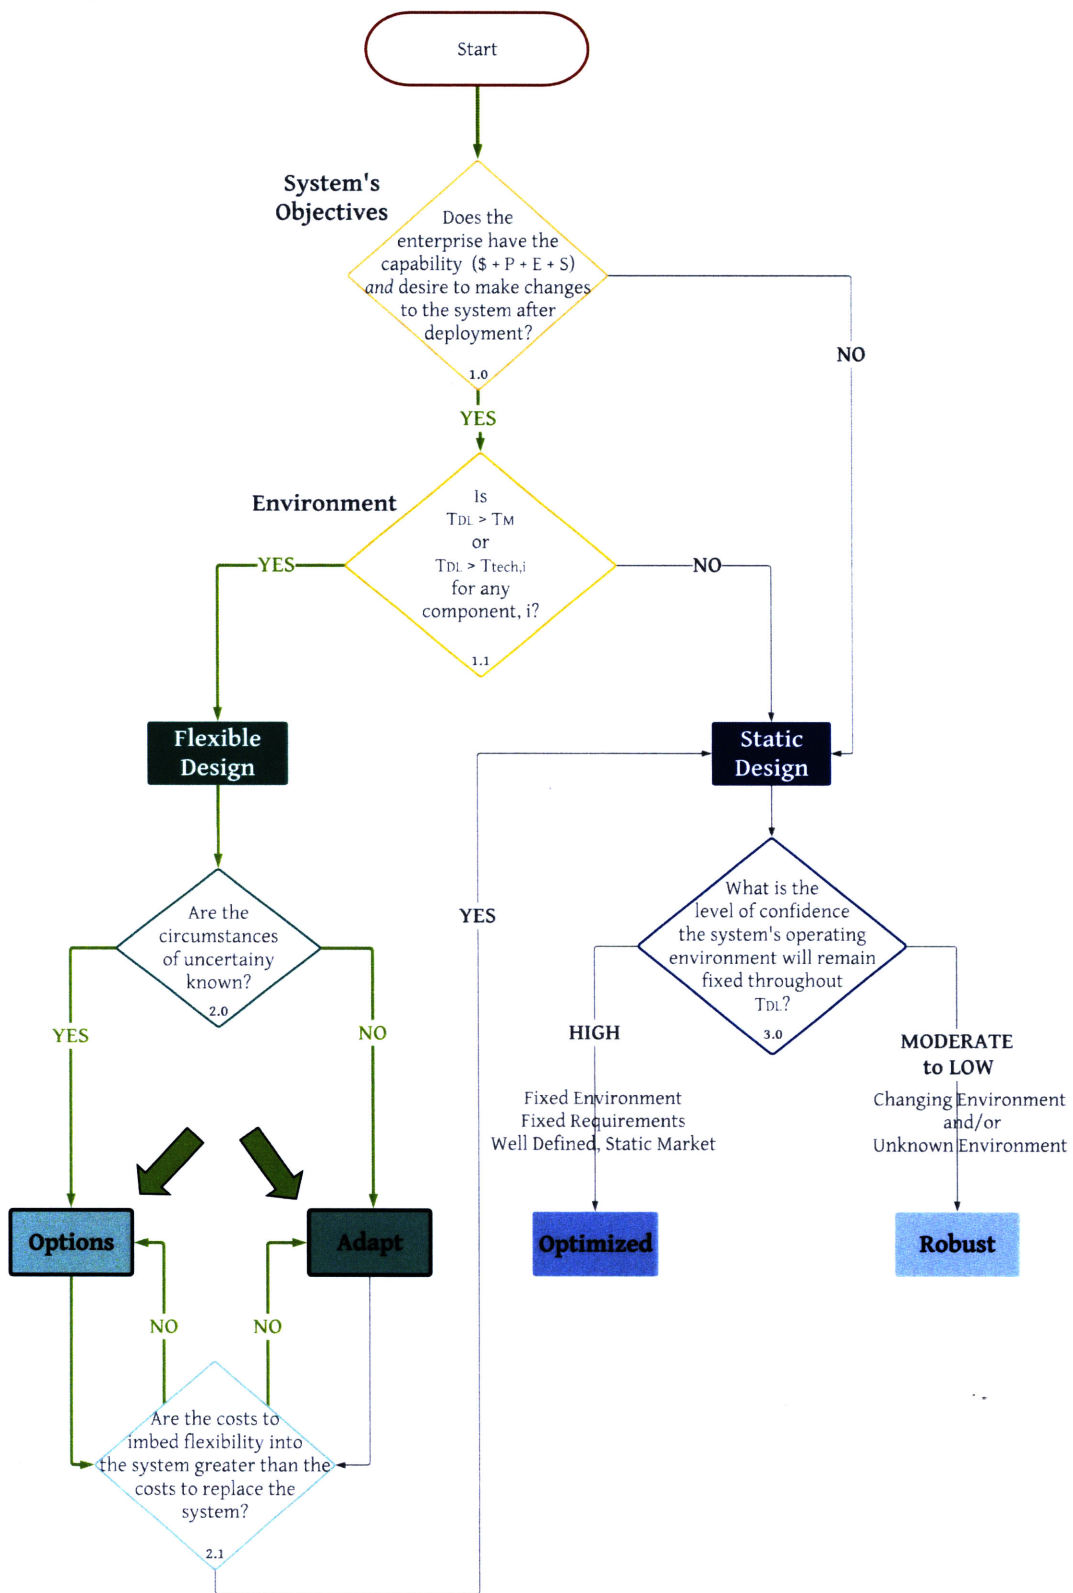 Start
System's
Objectives
Does the
enterprise have the
capability ($ + P + E + S)
and desire to make changes
to the system after
deployment?
1.0
NO
YES
Environment
Is
TDL > TM
or
TDL > Ttech,i
for any
component, i?
1.1
YES
NO
Flexible
Design
Static
Design
Are the
circumstances
of uncertainy
known?
2.0
What is the
level of confidence
the system's operating
environment will remain
fixed throughout
TDL?
3.0
YES
YES
NO
HIGH
MODERATE
to LOW
Fixed Environment
Fixed Requirements
Well Defined, Static Market
Changing Environment
and/or
Unknown Environment
Options
Adapt
Optimized
Robust
NO
NO
Are the costs to
imbed flexibility into
the system greater than the
costs to replace the
system?
2.1